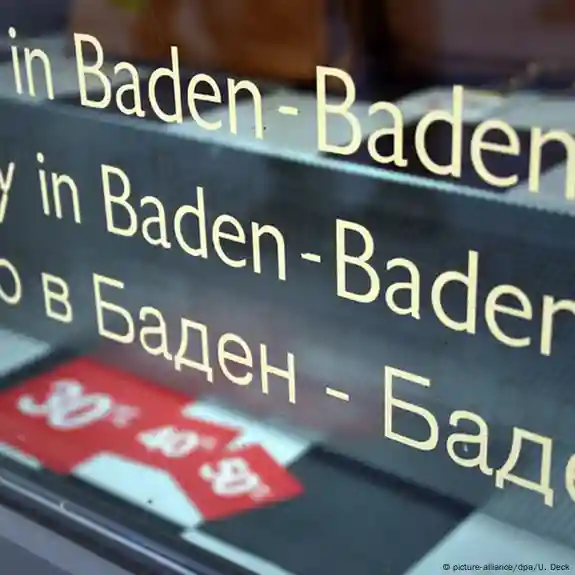 in Baden-Baden
y in Baden-Baden
о в Баден - Баде
30%
40%
50%
© picture-alliance/dpa/U. Deck